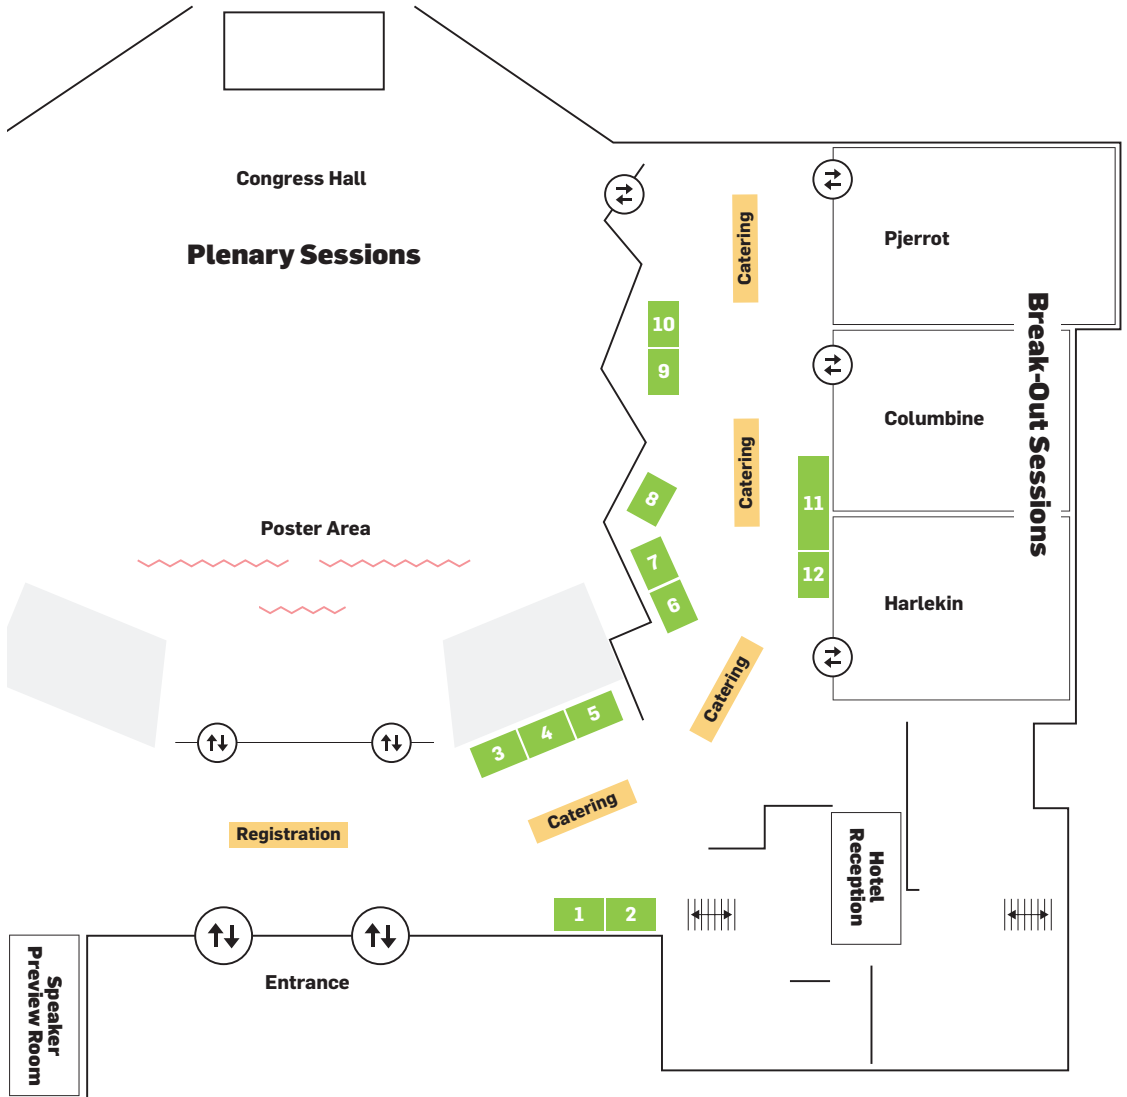 Congress Hall
Plenary Sessions
Catering
Pjerrot
10
9
Break-Out Sessions
Columbine
Catering
11
8
Poster Area
7
12
6
Harlekin
Catering
5
4
3
Catering
Registration
Hotel
Reception
1
2
Entrance
Speaker
Preview Room